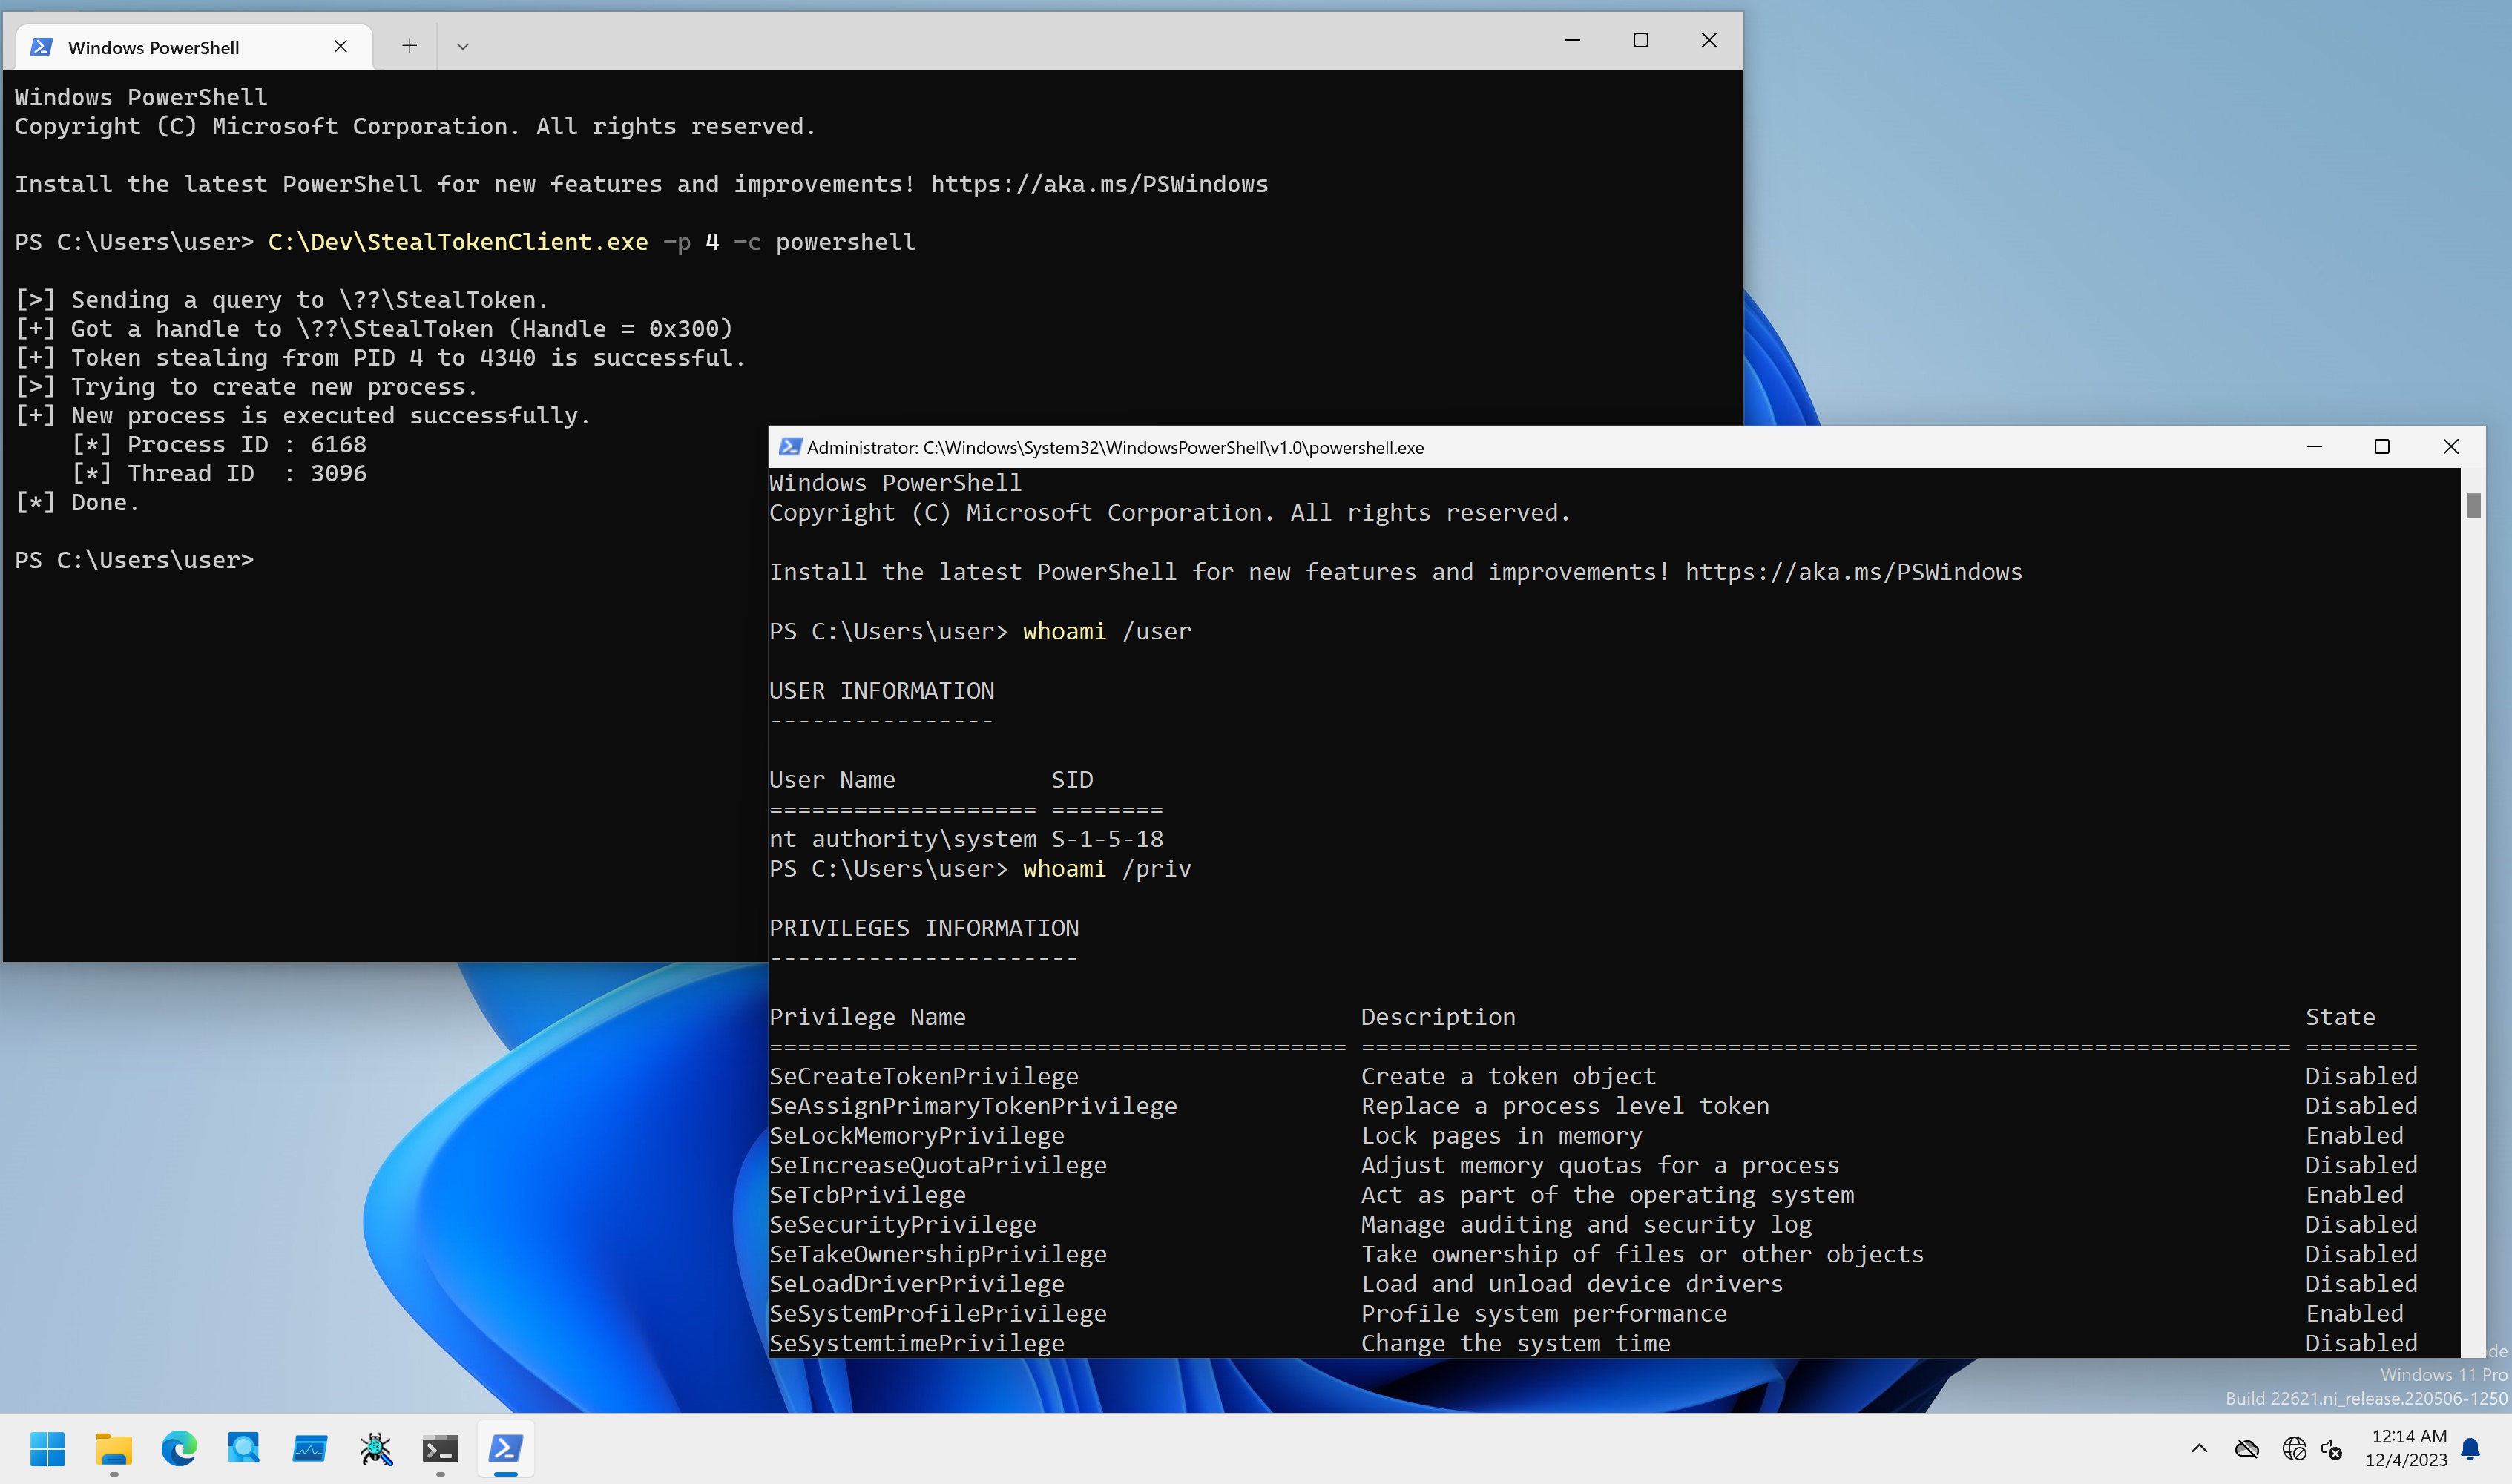 Windows PowerShell
Windows PowerShell
Copyright (C) Microsoft Corporation. All rights reserved.
Install the latest PowerShell for new features and improvements! https://aka.ms/PSWindows
PS C:\Users\user> C:\Dev\StealTokenClient.exe -p 4 -c powershell
[>] Sending a query to \??\StealToken.
[+] Got a handle to \??\StealToken (Handle = 0x300)
[+] Token stealing from PID 4 to 4340 is successful.
[>] Trying to create new process.
[+] New process is executed successfully.
[*] Process ID : 6168
[*] Thread ID  : 3096
[*] Done.
PS C:\Users\user>
Administrator: C:\Windows\System32\WindowsPowerShell\v1.0\powershell.exe
Windows PowerShell
Copyright (C) Microsoft Corporation. All rights reserved.
Install the latest PowerShell for new features and improvements! https://aka.ms/PSWindows
PS C:\Users\user> whoami /user
USER INFORMATION
----------------
User Name           SID
=================== ========
nt authority\system S-1-5-18
PS C:\Users\user> whoami /priv
PRIVILEGES INFORMATION
----------------------
Privilege Name                            Description                                                        State
========================================= ================================================================== ========
SeCreateTokenPrivilege                    Create a token object                                              Disabled
SeAssignPrimaryTokenPrivilege             Replace a process level token                                      Disabled
SeLockMemoryPrivilege                     Lock pages in memory                                               Enabled
SeIncreaseQuotaPrivilege                  Adjust memory quotas for a process                                 Disabled
SeTcbPrivilege                            Act as part of the operating system                                Enabled
SeSecurityPrivilege                       Manage auditing and security log                                   Disabled
SeTakeOwnershipPrivilege                  Take ownership of files or other objects                           Disabled
SeLoadDriverPrivilege                     Load and unload device drivers                                     Disabled
SeSystemProfilePrivilege                  Profile system performance                                         Enabled
SeSystemtimePrivilege                     Change the system time                                             Disabled
Windows 11 Pro
Build 22621.ni_release.220506-1250
12:14 AM
12/4/2023